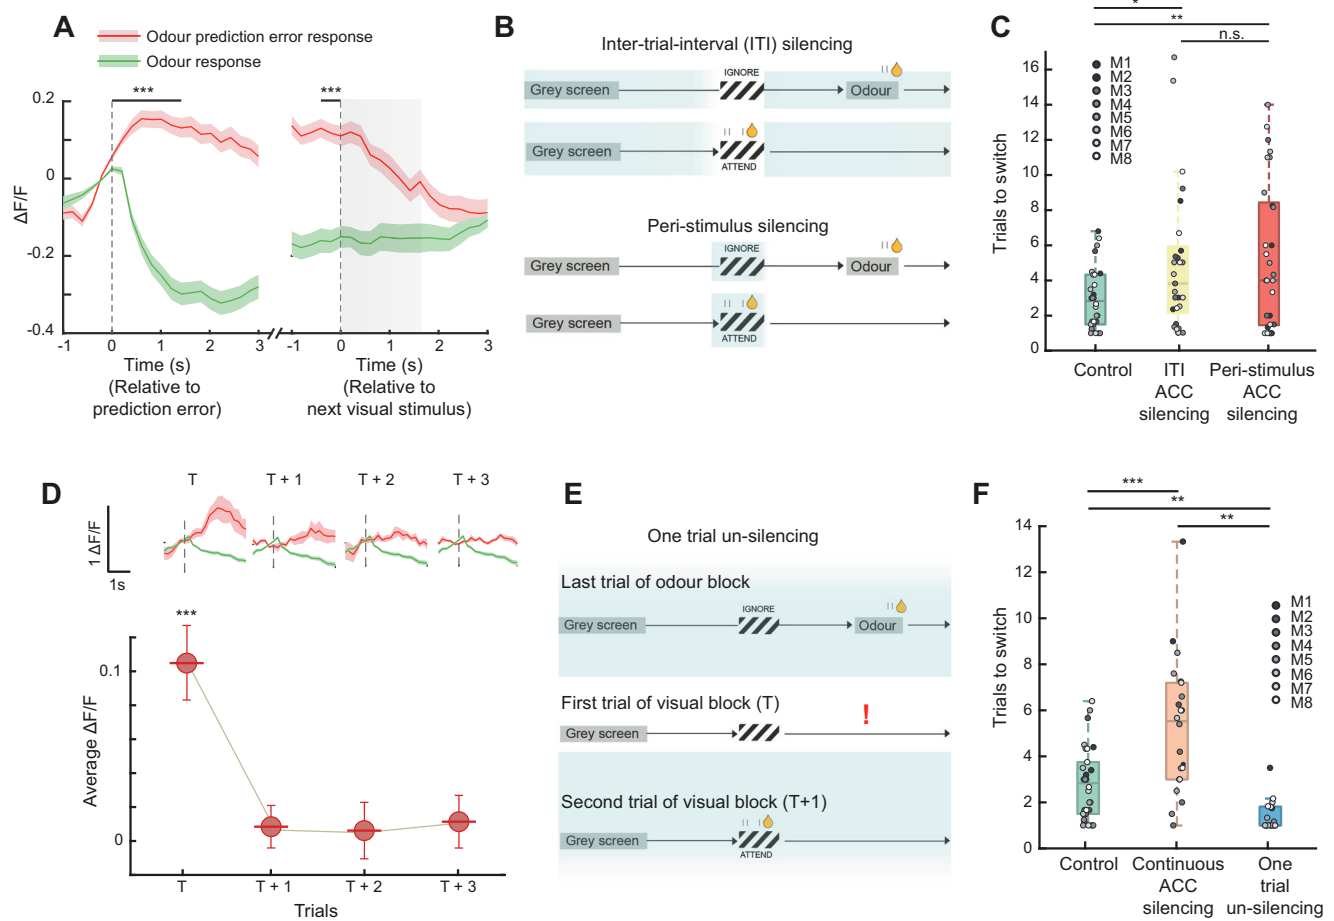 A
Odour prediction error response
Odour response
***
***
0.2
0
-0.2
-0.4
ΔF/F
-1
0
1
2
3
-1
0
1
2
3
Time (s)
(Relative to
prediction error)
Time (s)
(Relative to
next visual stimulus)
B
Inter-trial-interval (ITI) silencing
IGNORE
Grey screen
Odour
Grey screen
ATTEND
Peri-stimulus silencing
IGNORE
Grey screen
Odour
Grey screen
ATTEND
C
*
**
n.s.
M1
M2
M3
M4
M5
M6
M7
M8
16
14
12
10
8
6
4
2
0
Trials to switch
Control
ITI
ACC
silencing
Peri-stimulus
ACC
silencing
D
T
T + 1
T + 2
T + 3
1 ΔF/F
1s
***
0.1
0
Average ΔF/F
T
T + 1
T + 2
T + 3
Trials
E
One trial un-silencing
Last trial of odour block
IGNORE
Grey screen
Odour
First trial of visual block (T)
!
Grey screen
Second trial of visual block (T+1)
Grey screen
ATTEND
F
***
**
**
14
12
10
8
6
4
2
0
Trials to switch
M1
M2
M3
M4
M5
M6
M7
M8
Control
Continuous
ACC
silencing
One
trial
un-silencing